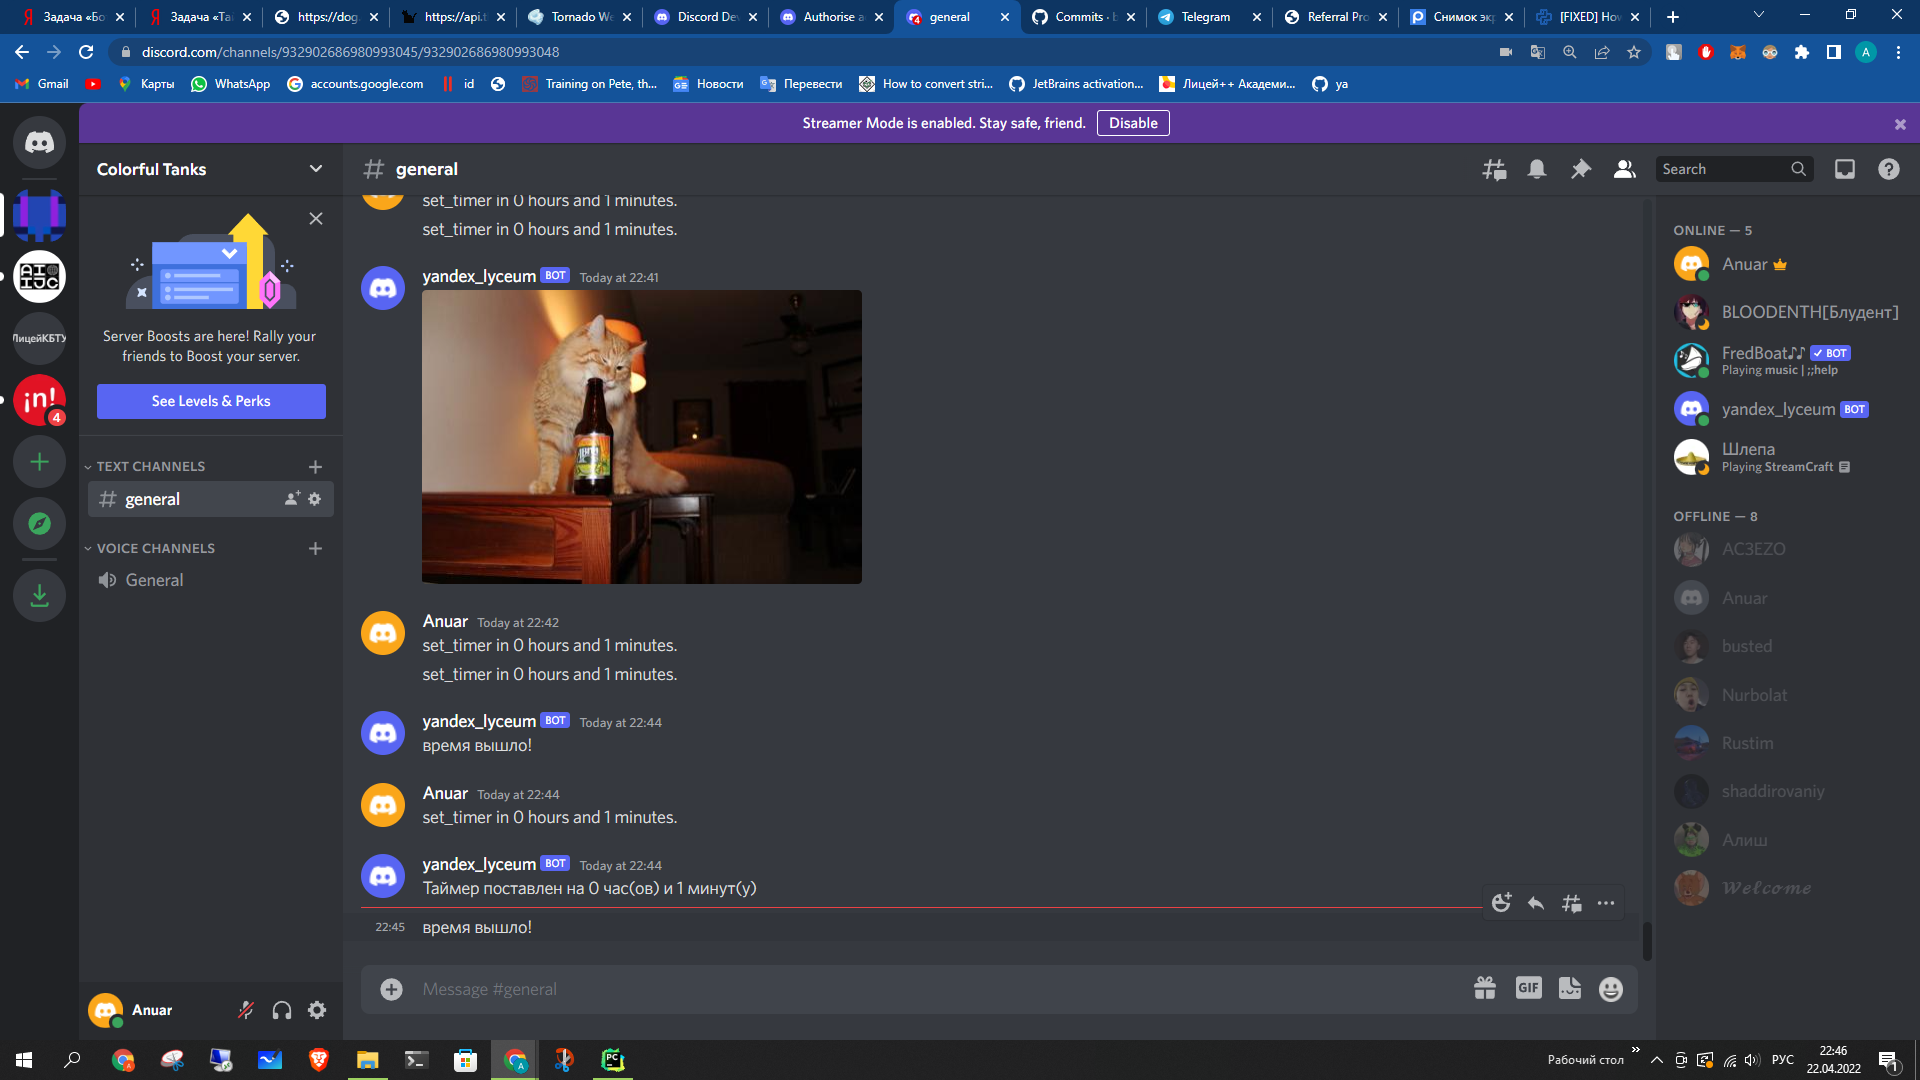 Задача «Бо
Задача «Тай
https://dog.
https://api.t
Tornado We
Discord Dev
Authorise a
general
Commits · b
Telegram
Referral Pro
Снимок экр
[FIXED] How
discord.com/channels/932902686980993045/932902686980993048
Gmail
Карты
WhatsApp
accounts.google.com
id
Training on Pete, th...
Новости
Перевести
How to convert stri...
JetBrains activation...
Лицей++ Академи...
ya
Streamer Mode is enabled. Stay safe, friend.
Disable
Colorful Tanks
general
Search
Server Boosts are here! Rally your
friends to Boost your server.
See Levels & Perks
ЛицейКБТУ
¡n!
4
TEXT CHANNELS
general
VOICE CHANNELS
General
set_timer in 0 hours and 1 minutes.
set_timer in 0 hours and 1 minutes.
yandex_lyceum BOT Today at 22:41
Anuar Today at 22:42
set_timer in 0 hours and 1 minutes.
set_timer in 0 hours and 1 minutes.
yandex_lyceum BOT Today at 22:44
время вышло!
Anuar Today at 22:44
set_timer in 0 hours and 1 minutes.
yandex_lyceum BOT Today at 22:44
Таймер поставлен на 0 час(ов) и 1 минут(у)
22:45 время вышло!
Message #general
GIF
ONLINE — 5
Anuar
BLOODENTH[Блудент]
FredBoat♪♪ BOT
Playing music | ;;help
yandex_lyceum BOT
Шлепа
Playing StreamCraft
OFFLINE — 8
AC3EZO
Anuar
busted
Nurbolat
Rustim
shaddirovaniy
Алиш
𝓦𝓮𝓵𝓬𝓸𝓶𝓮
Anuar
Рабочий стол
РУС
22:46
22.04.2022
1